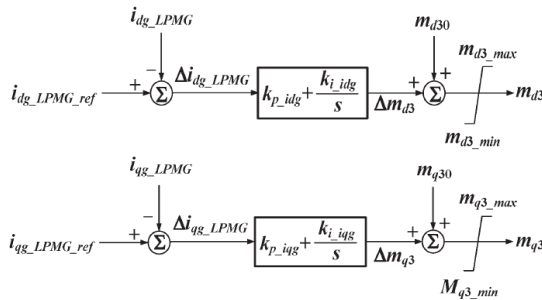 i_dg_LPMG
m_d30
m_d3_max
− Δi_dg_LPMG
i_dg_LPMG_ref + Σ k_p_idg + k_i_idg / s + + Σ m_d3
Δm_d3
m_d3_min
i_qg_LPMG
m_q30
m_q3_max
− Δi_qg_LPMG
i_qg_LPMG_ref + Σ k_p_iqg + k_i_iqg / s + + Σ m_q3
Δm_q3
M_q3_min